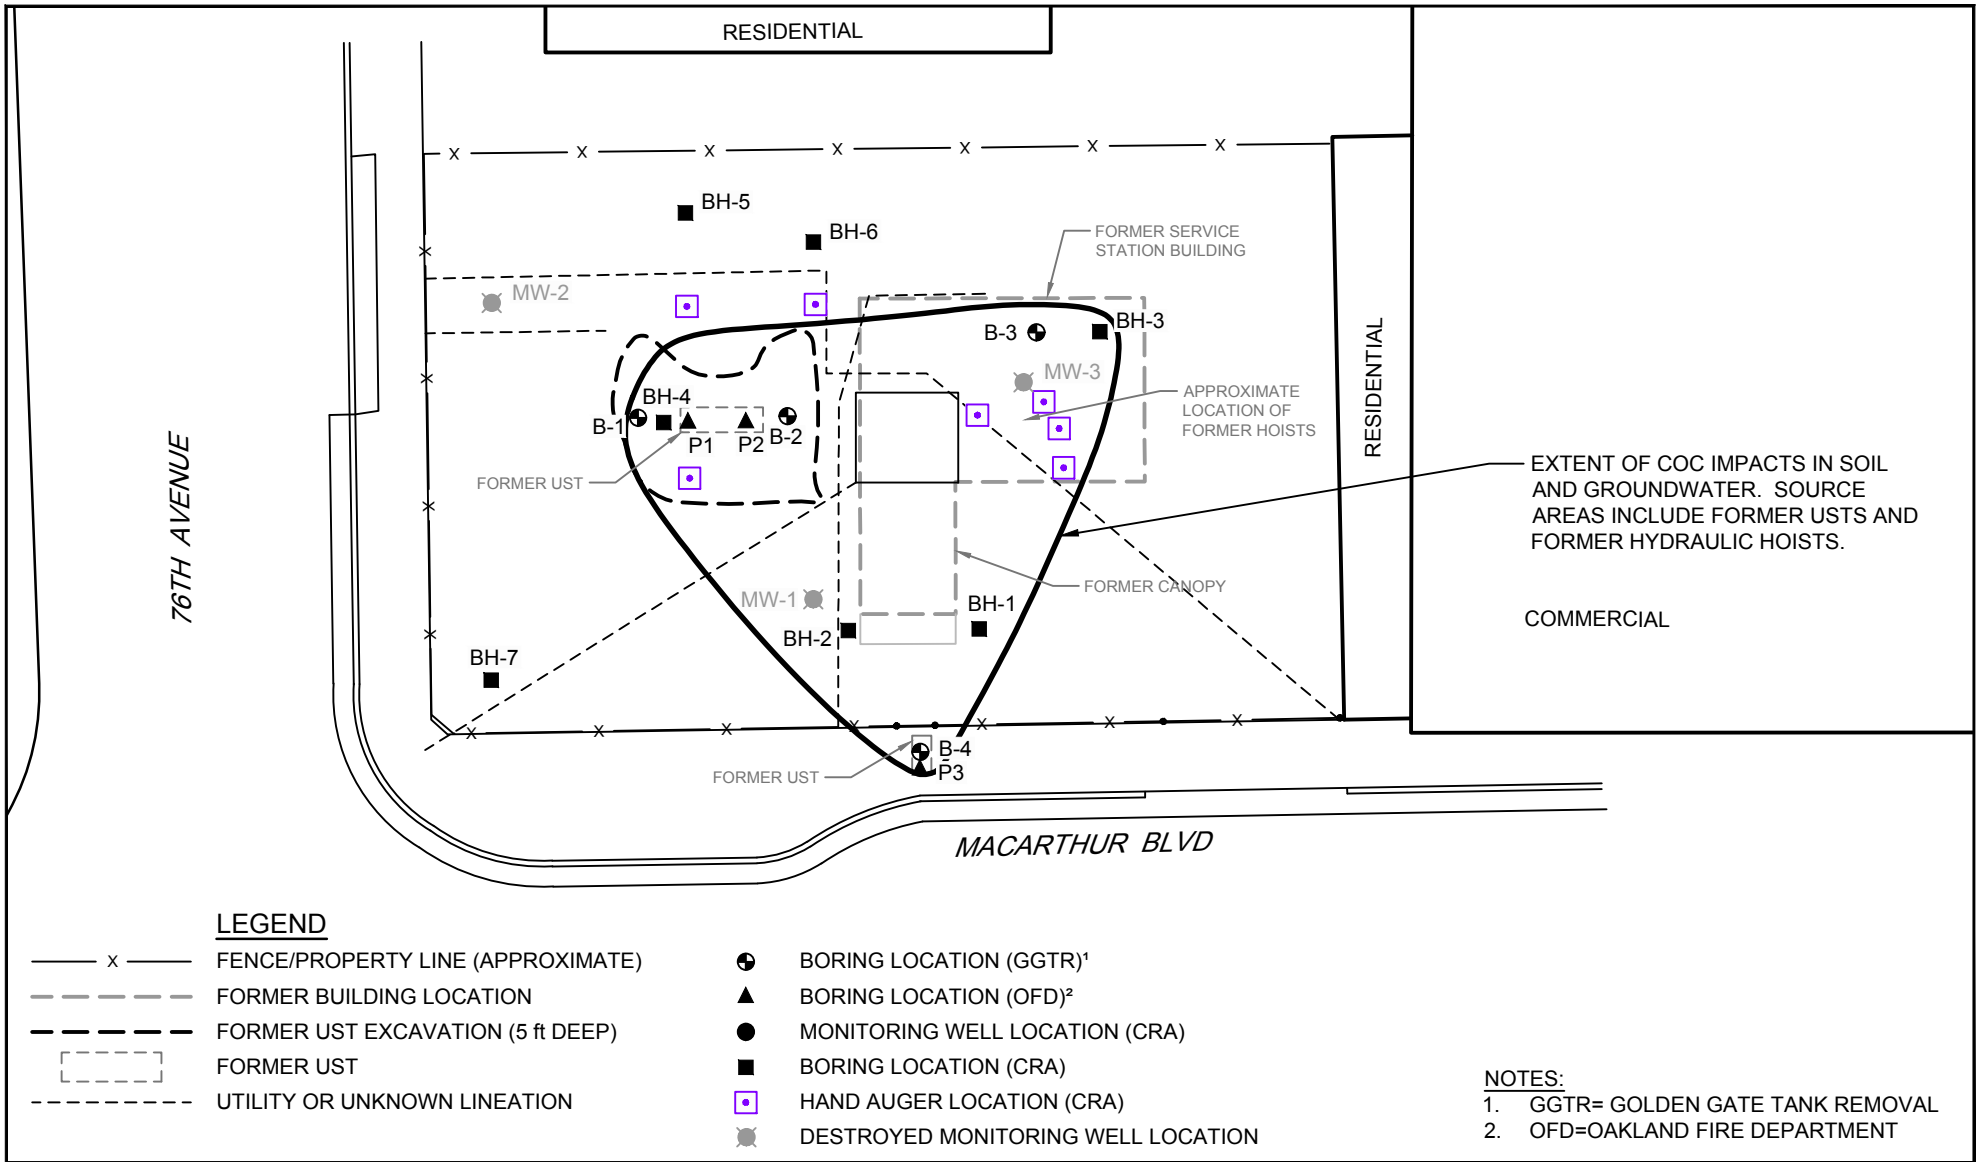 RESIDENTIAL
X X X X X X X
BH-5
BH-6
FORMER SERVICE
STATION BUILDING
MW-2
B-3
BH-3
MW-3
APPROXIMATE
LOCATION OF
FORMER HOISTS
RESIDENTIAL
BH-4
B-1
P1
P2
B-2
FORMER UST
76TH AVENUE
EXTENT OF COC IMPACTS IN SOIL
AND GROUNDWATER. SOURCE
AREAS INCLUDE FORMER USTS AND
FORMER HYDRAULIC HOISTS.
FORMER CANOPY
MW-1
BH-1
BH-2
COMMERCIAL
BH-7
X X X X X X X
B-4
P3
FORMER UST
MACARTHUR BLVD
LEGEND
X FENCE/PROPERTY LINE (APPROXIMATE)
FORMER BUILDING LOCATION
FORMER UST EXCAVATION (5 ft DEEP)
FORMER UST
UTILITY OR UNKNOWN LINEATION
BORING LOCATION (GGTR)¹
BORING LOCATION (OFD)²
MONITORING WELL LOCATION (CRA)
BORING LOCATION (CRA)
HAND AUGER LOCATION (CRA)
DESTROYED MONITORING WELL LOCATION
NOTES:
1. GGTR= GOLDEN GATE TANK REMOVAL
2. OFD=OAKLAND FIRE DEPARTMENT